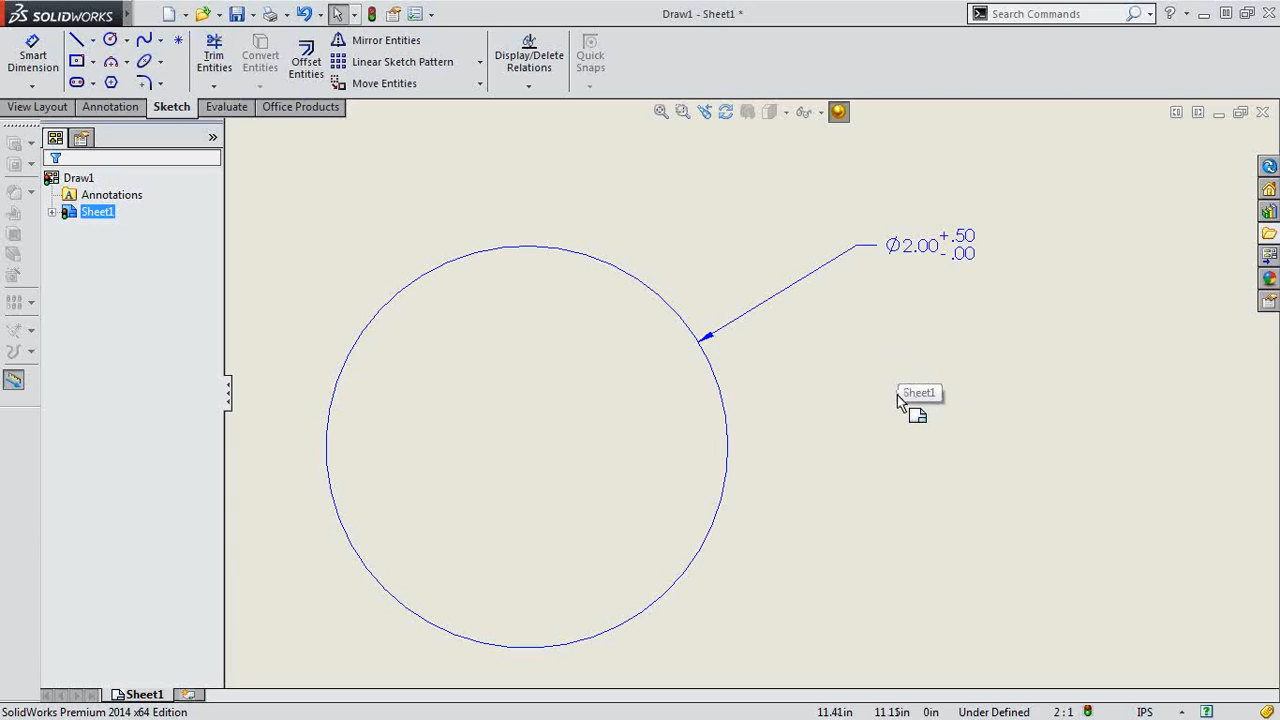 SOLIDWORKS
Draw1 - Sheet1 *
Search Commands
?
Smart Dimension
Trim Entities
Convert Entities
Offset Entities
Mirror Entities
Linear Sketch Pattern
Move Entities
Display/Delete Relations
Quick Snaps
View Layout
Annotation
Sketch
Evaluate
Office Products
»
Draw1
A Annotations
Sheet1
Ø2.00 +.50
- .00
Sheet1
Sheet1
SolidWorks Premium 2014 x64 Edition
11.41in
11.15in
0in
Under Defined
2 : 1
IPS
?